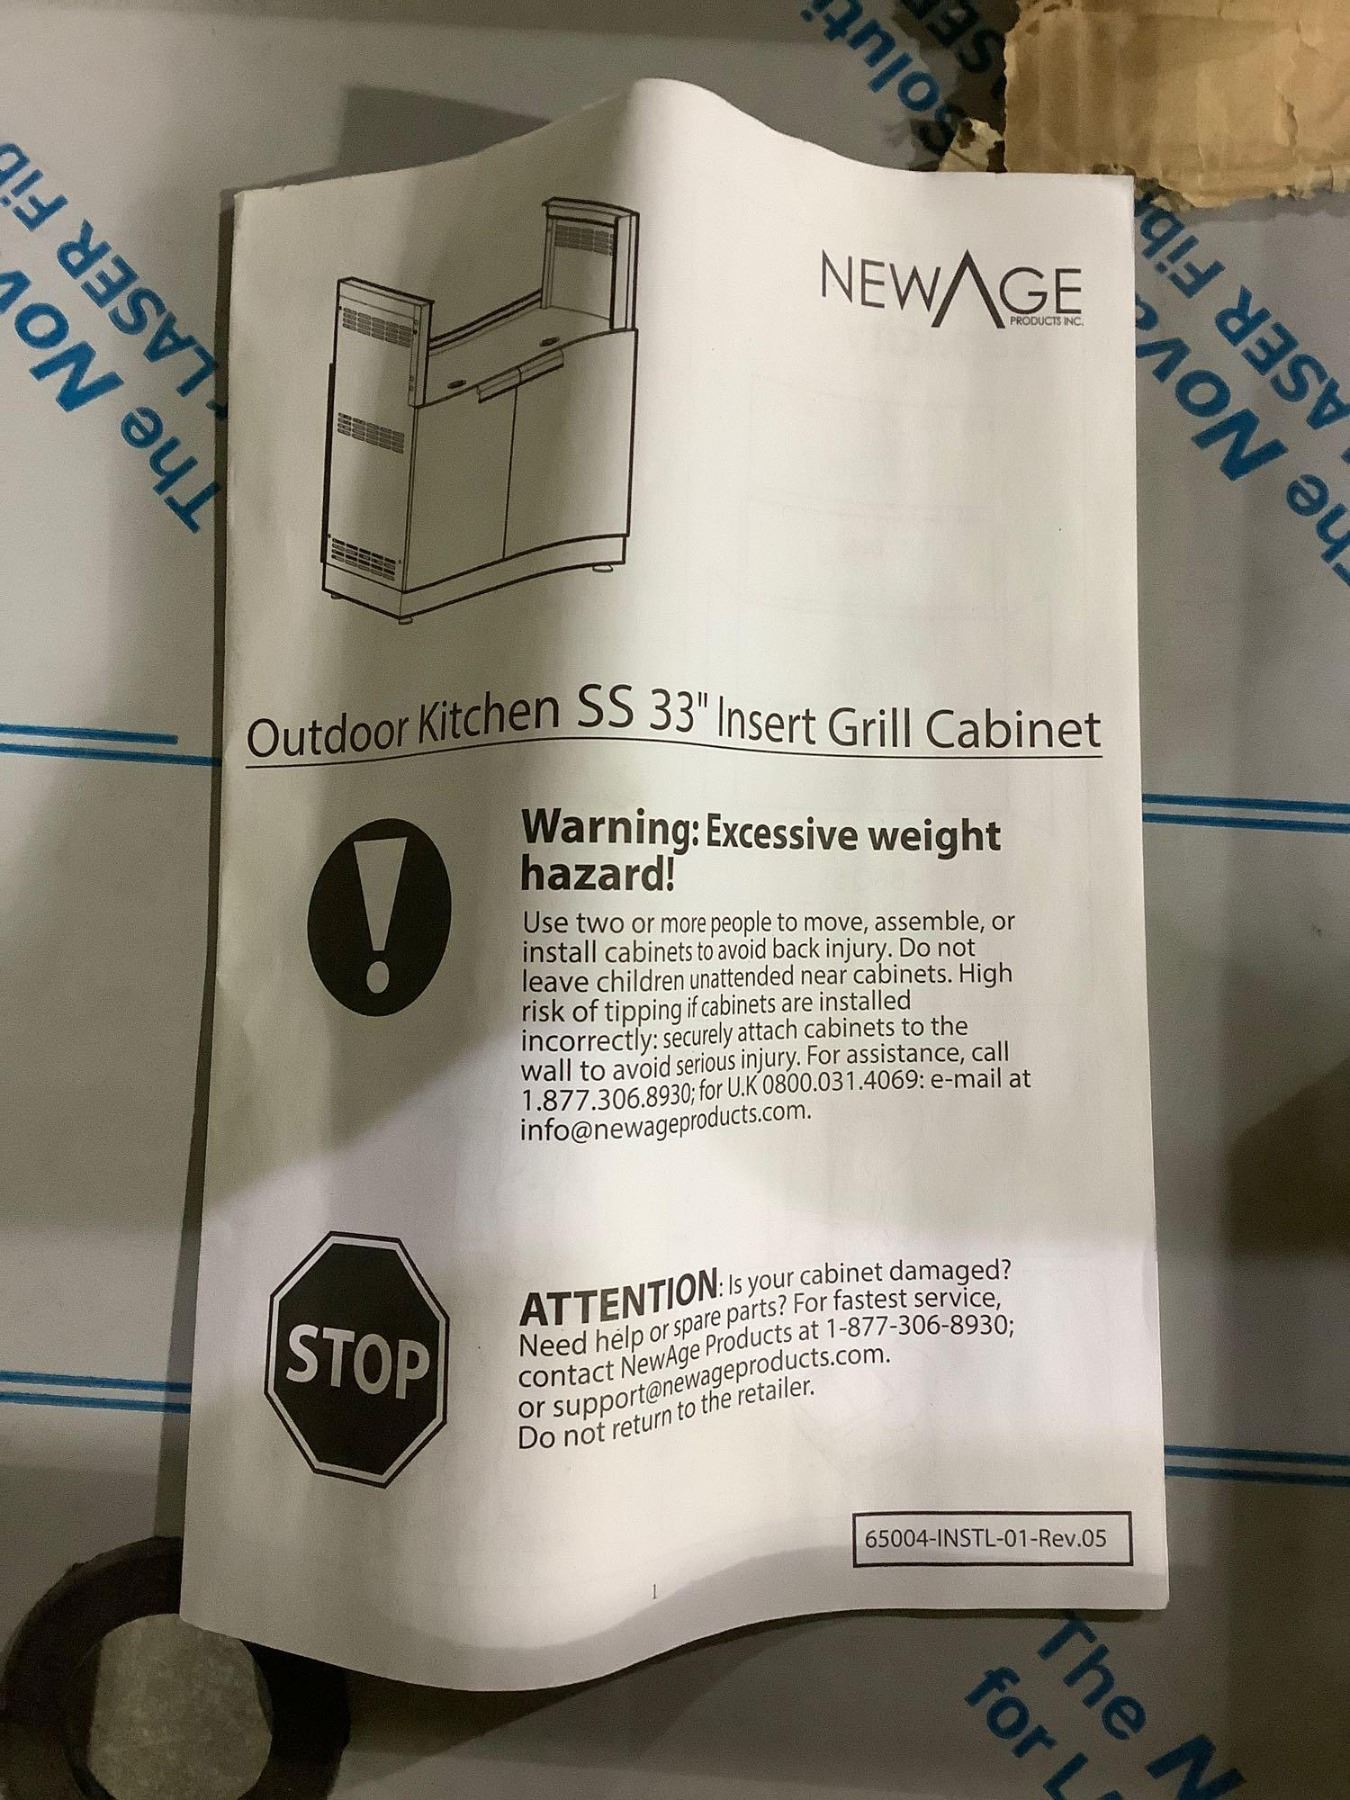 NEWAGE
PRODUCTS INC.
Outdoor Kitchen SS 33" Insert Grill Cabinet
Warning: Excessive weight
hazard!
Use two or more people to move, assemble, or
install cabinets to avoid back injury. Do not
leave children unattended near cabinets. High
risk of tipping if cabinets are installed
incorrectly: securely attach cabinets to the
wall to avoid serious injury. For assistance, call
1.877.306.8930; for U.K 0800.031.4069: e-mail at
info@newageproducts.com.
STOP
ATTENTION: Is your cabinet damaged?
Need help or spare parts? For fastest service,
contact NewAge Products at 1-877-306-8930;
or support@newageproducts.com.
Do not return to the retailer.
65004-INSTL-01-Rev.05
1
LASER Fib
The Nov
LASER Fib
The Nov
The N
for L